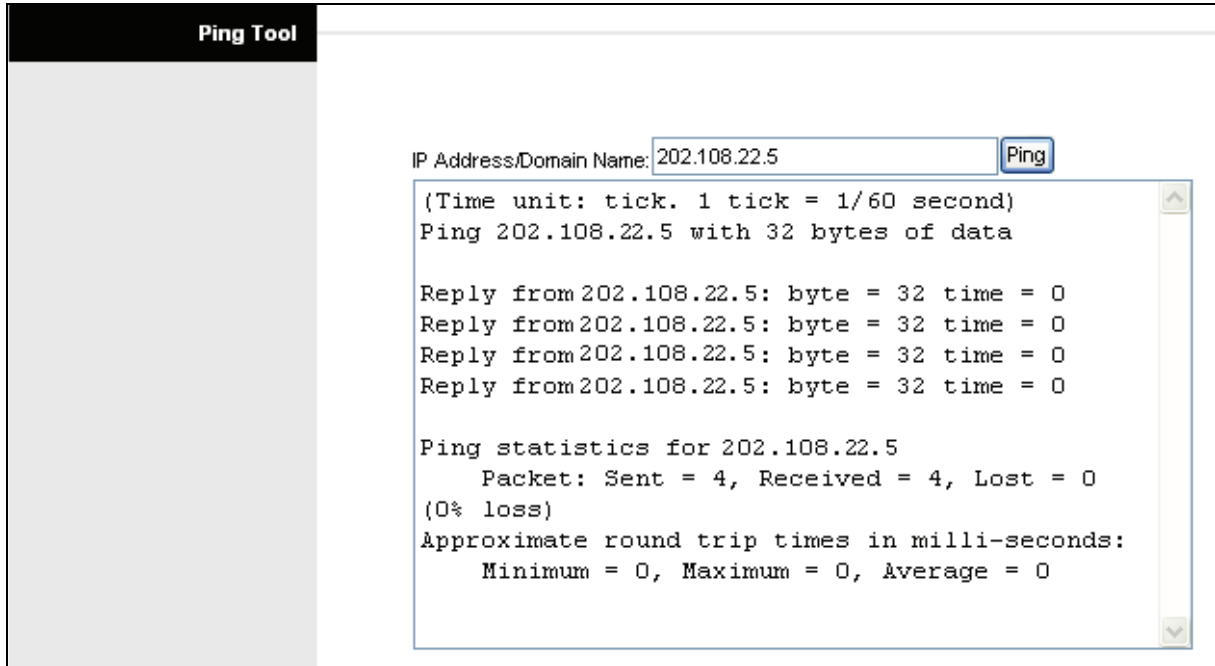 Ping Tool
IP Address/Domain Name: 202.108.22.5 Ping
(Time unit: tick. 1 tick = 1/60 second)
Ping 202.108.22.5 with 32 bytes of data
Reply from 202.108.22.5: byte = 32 time = 0
Reply from 202.108.22.5: byte = 32 time = 0
Reply from 202.108.22.5: byte = 32 time = 0
Reply from 202.108.22.5: byte = 32 time = 0
Ping statistics for 202.108.22.5
Packet: Sent = 4, Received = 4, Lost = 0
(0% loss)
Approximate round trip times in milli-seconds:
Minimum = 0, Maximum = 0, Average = 0